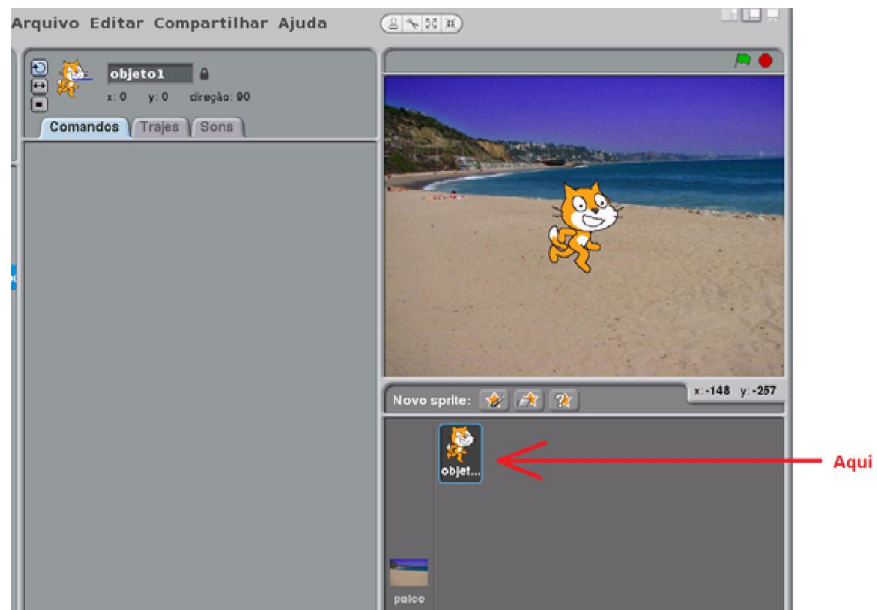 Arquivo Editar Compartilhar Ajuda
objeto1
x: 0 y: 0 direção: 90
Comandos Trajes Sons
Novo sprite:
x:-148 y:-257
objet...
Aqui
palco